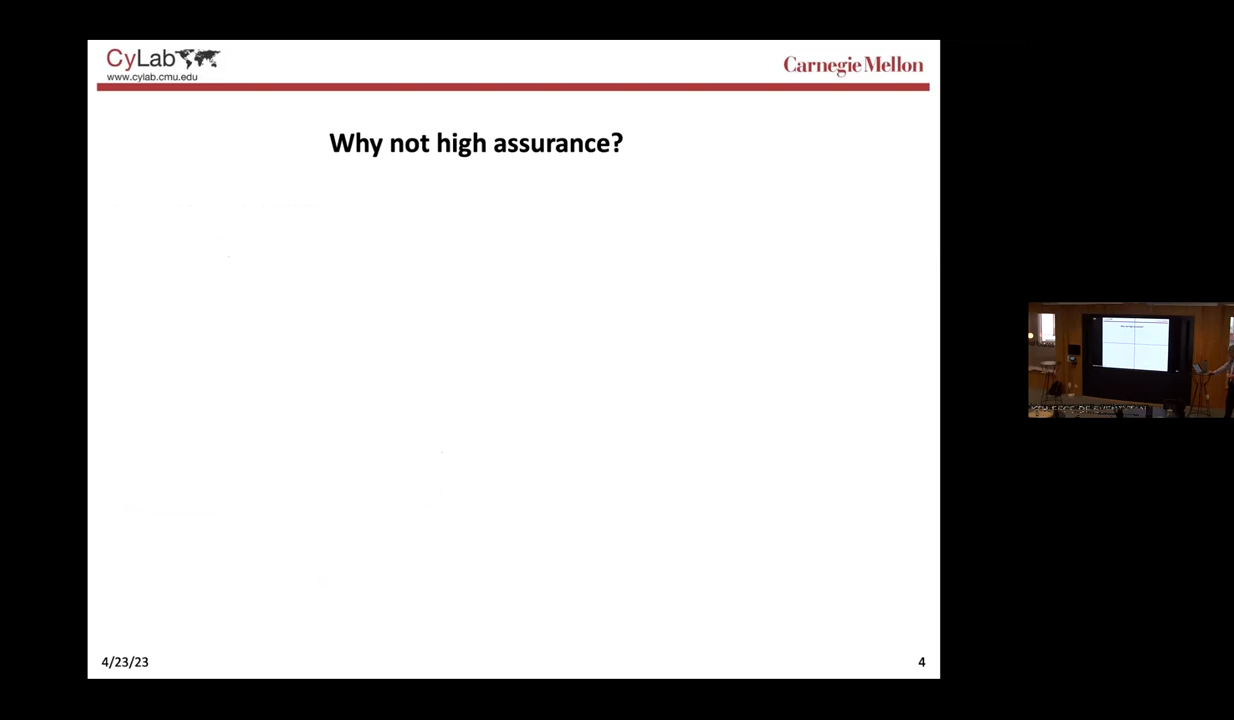 CyLab
www.cylab.cmu.edu
Carnegie Mellon
Why not high assurance?
4/23/23
4